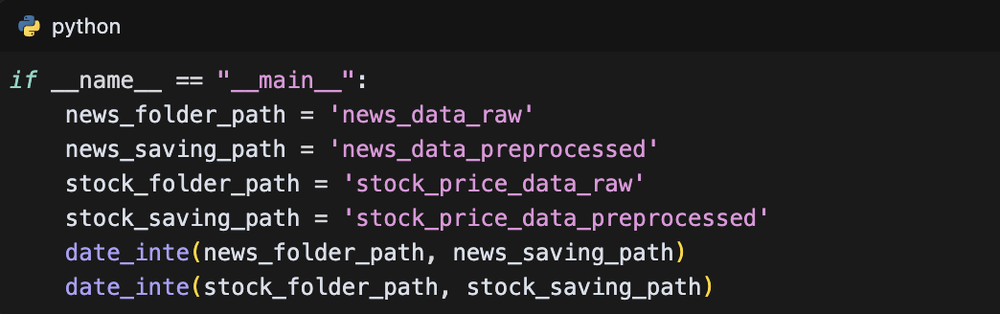 python
if __name__ == "__main__":
    news_folder_path = 'news_data_raw'
    news_saving_path = 'news_data_preprocessed'
    stock_folder_path = 'stock_price_data_raw'
    stock_saving_path = 'stock_price_data_preprocessed'
    date_inte(news_folder_path, news_saving_path)
    date_inte(stock_folder_path, stock_saving_path)